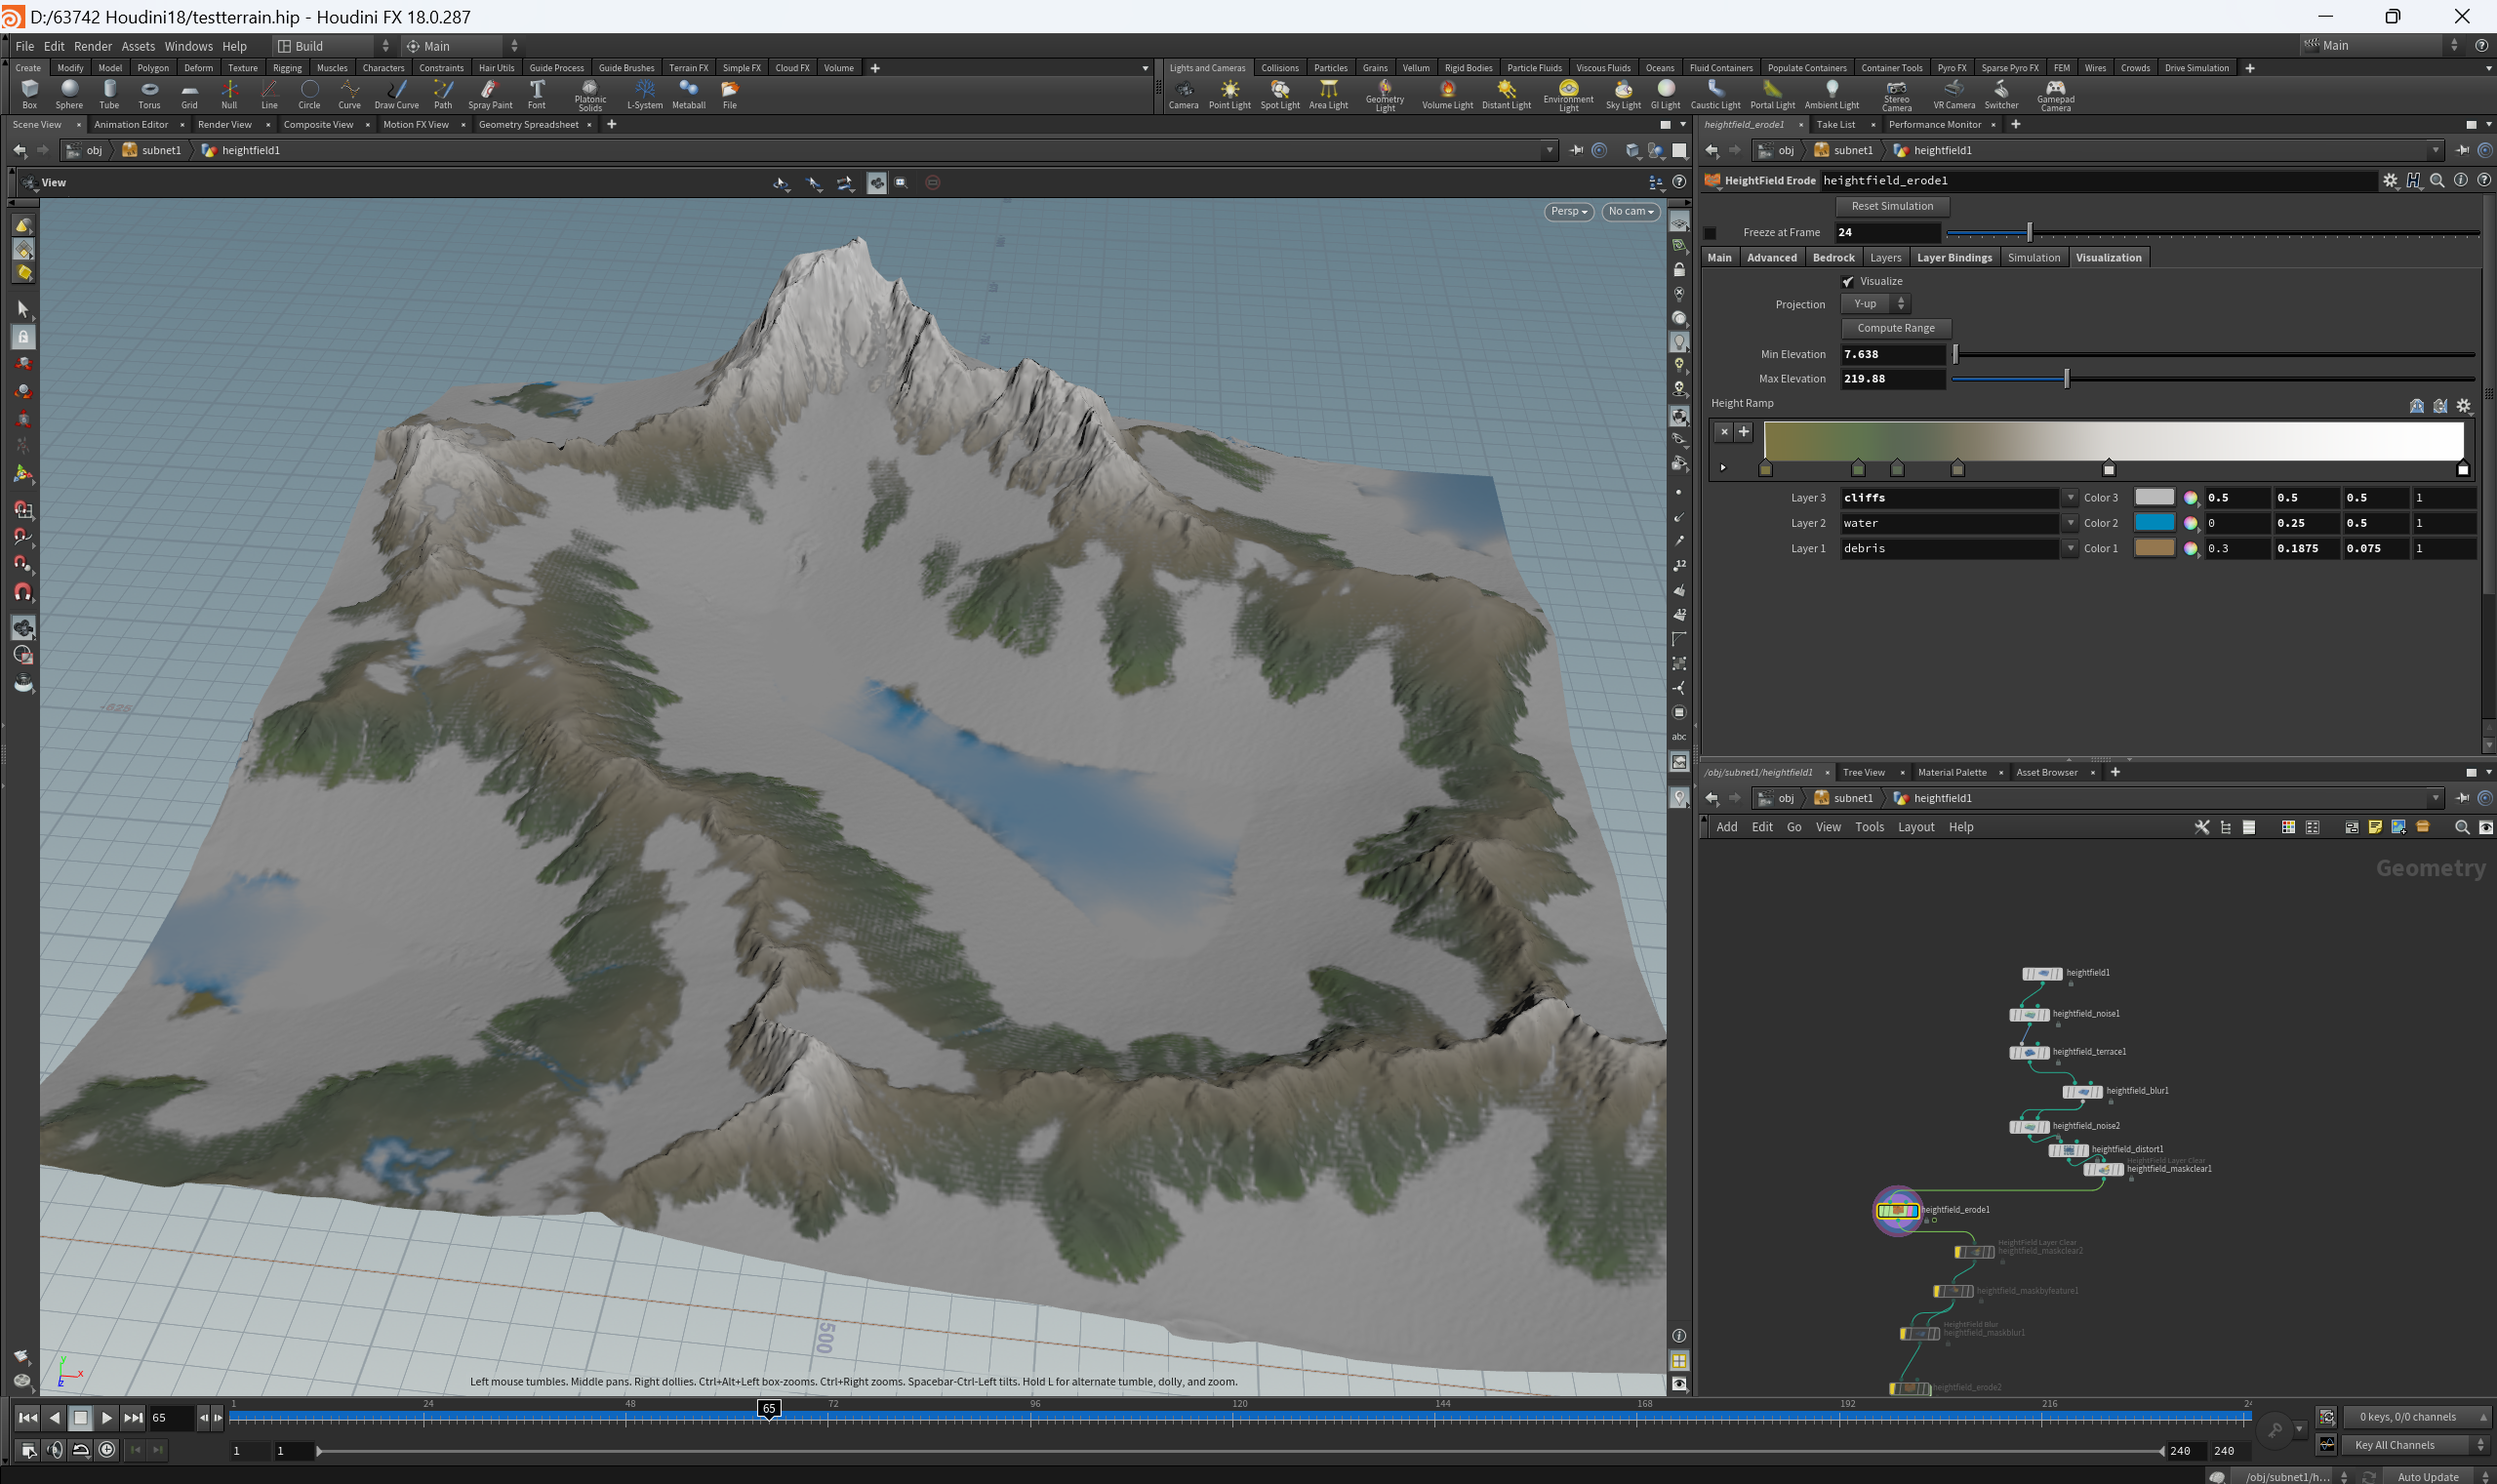 D:/63742 Houdini18/testterrain.hip - Houdini FX 18.0.287
File Edit Render Assets Windows Help Build Main Main
Create Modify Model Polygon Deform Texture Rigging Muscles Characters Constraints Hair Utils Guide Process Guide Brushes Terrain FX Simple FX Cloud FX Volume
Box Sphere Tube Torus Grid Null Line Circle Curve Draw Curve Path Spray Paint Font Platonic Solids L-System Metaball File
Lights and Cameras Collisions Particles Grains Vellum Rigid Bodies Particle Fluids Viscous Fluids Oceans Fluid Containers Populate Containers Container Tools Pyro FX Sparse Pyro FX FEM Wires Crowds Drive Simulation
Camera Point Light Spot Light Area Light Geometry Light Volume Light Distant Light Environment Light Sky Light GI Light Caustic Light Portal Light Ambient Light Stereo Camera VR Camera Switcher Gamepad Camera
Scene View Animation Editor Render View Composite View Motion FX View Geometry Spreadsheet
obj subnet1 heightfield1
View
Persp No cam
500
Left mouse tumbles. Middle pans. Right dollies. Ctrl+Alt+Left box-zooms. Ctrl+Right zooms. Spacebar-Ctrl-Left tilts. Hold L for alternate tumble, dolly, and zoom.
12
12
abc
heightfield_erode1 Take List Performance Monitor
obj subnet1 heightfield1
HeightField Erode heightfield_erode1
Reset Simulation
Freeze at Frame 24
Main Advanced Bedrock Layers Layer Bindings Simulation Visualization
Visualize
Projection Y-up
Compute Range
Min Elevation 7.638
Max Elevation 219.88
Height Ramp
Layer 3 cliffs Color 3 0.5 0.5 0.5 1
Layer 2 water Color 2 0 0.25 0.5 1
Layer 1 debris Color 1 0.3 0.1875 0.075 1
/obj/subnet1/heightfield1 Tree View Material Palette Asset Browser
obj subnet1 heightfield1
Add Edit Go View Tools Layout Help
Geometry
heightfield1
heightfield_noise1
heightfield_terrace1
heightfield_blur1
heightfield_noise2
heightfield_distort1
HeightField Layer Clear
heightfield_maskclear1
heightfield_erode1
HeightField Layer Clear
heightfield_maskclear2
heightfield_maskbyfeature1
HeightField Blur
heightfield_maskblur1
heightfield_erode2
65 1 24 48 65 72 96 120 144 168 192 216
0 keys, 0/0 channels
1 1 240 240
Key All Channels
/obj/subnet1/h... Auto Update